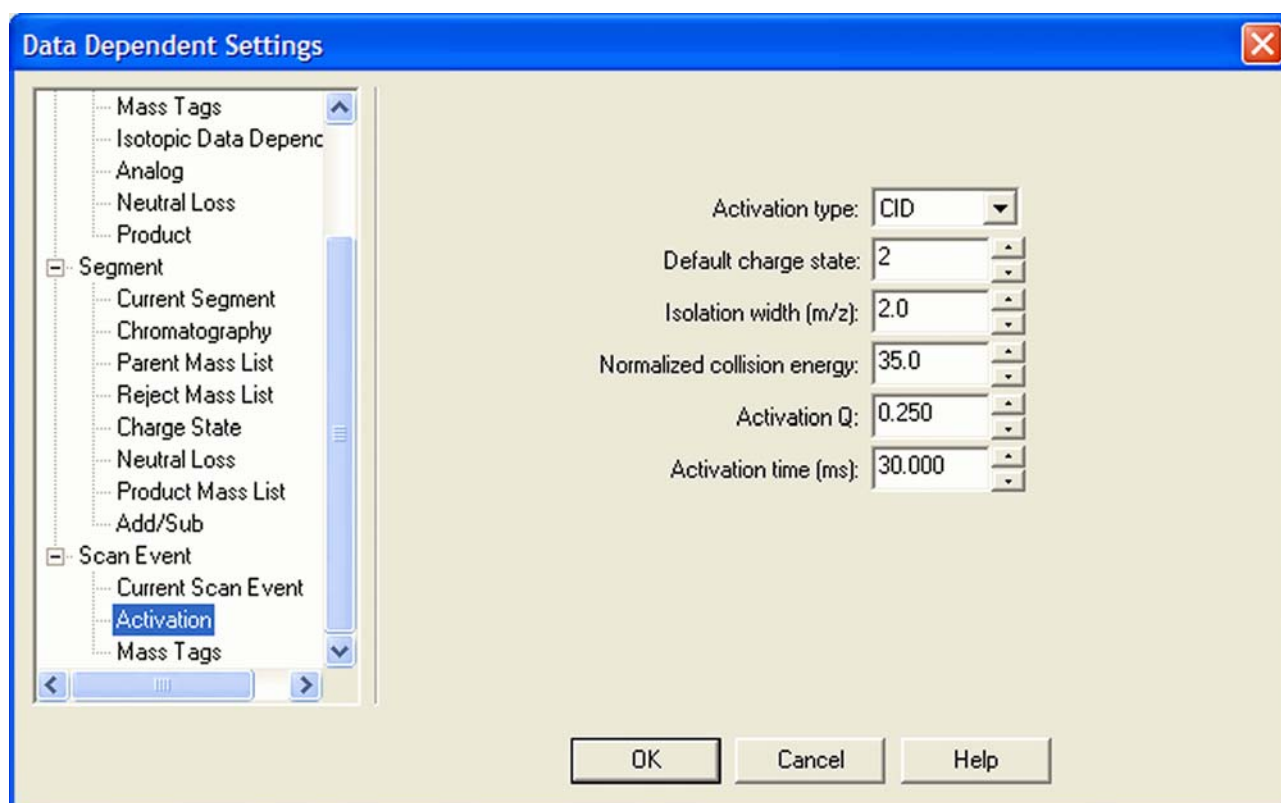 Data Dependent Settings
Mass Tags
Isotopic Data Depenc
Analog
Neutral Loss
Product
Segment
Current Segment
Chromatography
Parent Mass List
Reject Mass List
Charge State
Neutral Loss
Product Mass List
Add/Sub
Scan Event
Current Scan Event
Activation
Mass Tags
Activation type: CID
Default charge state: 2
Isolation width (m/z): 2.0
Normalized collision energy: 35.0
Activation Q: 0.250
Activation time (ms): 30.000
OK Cancel Help